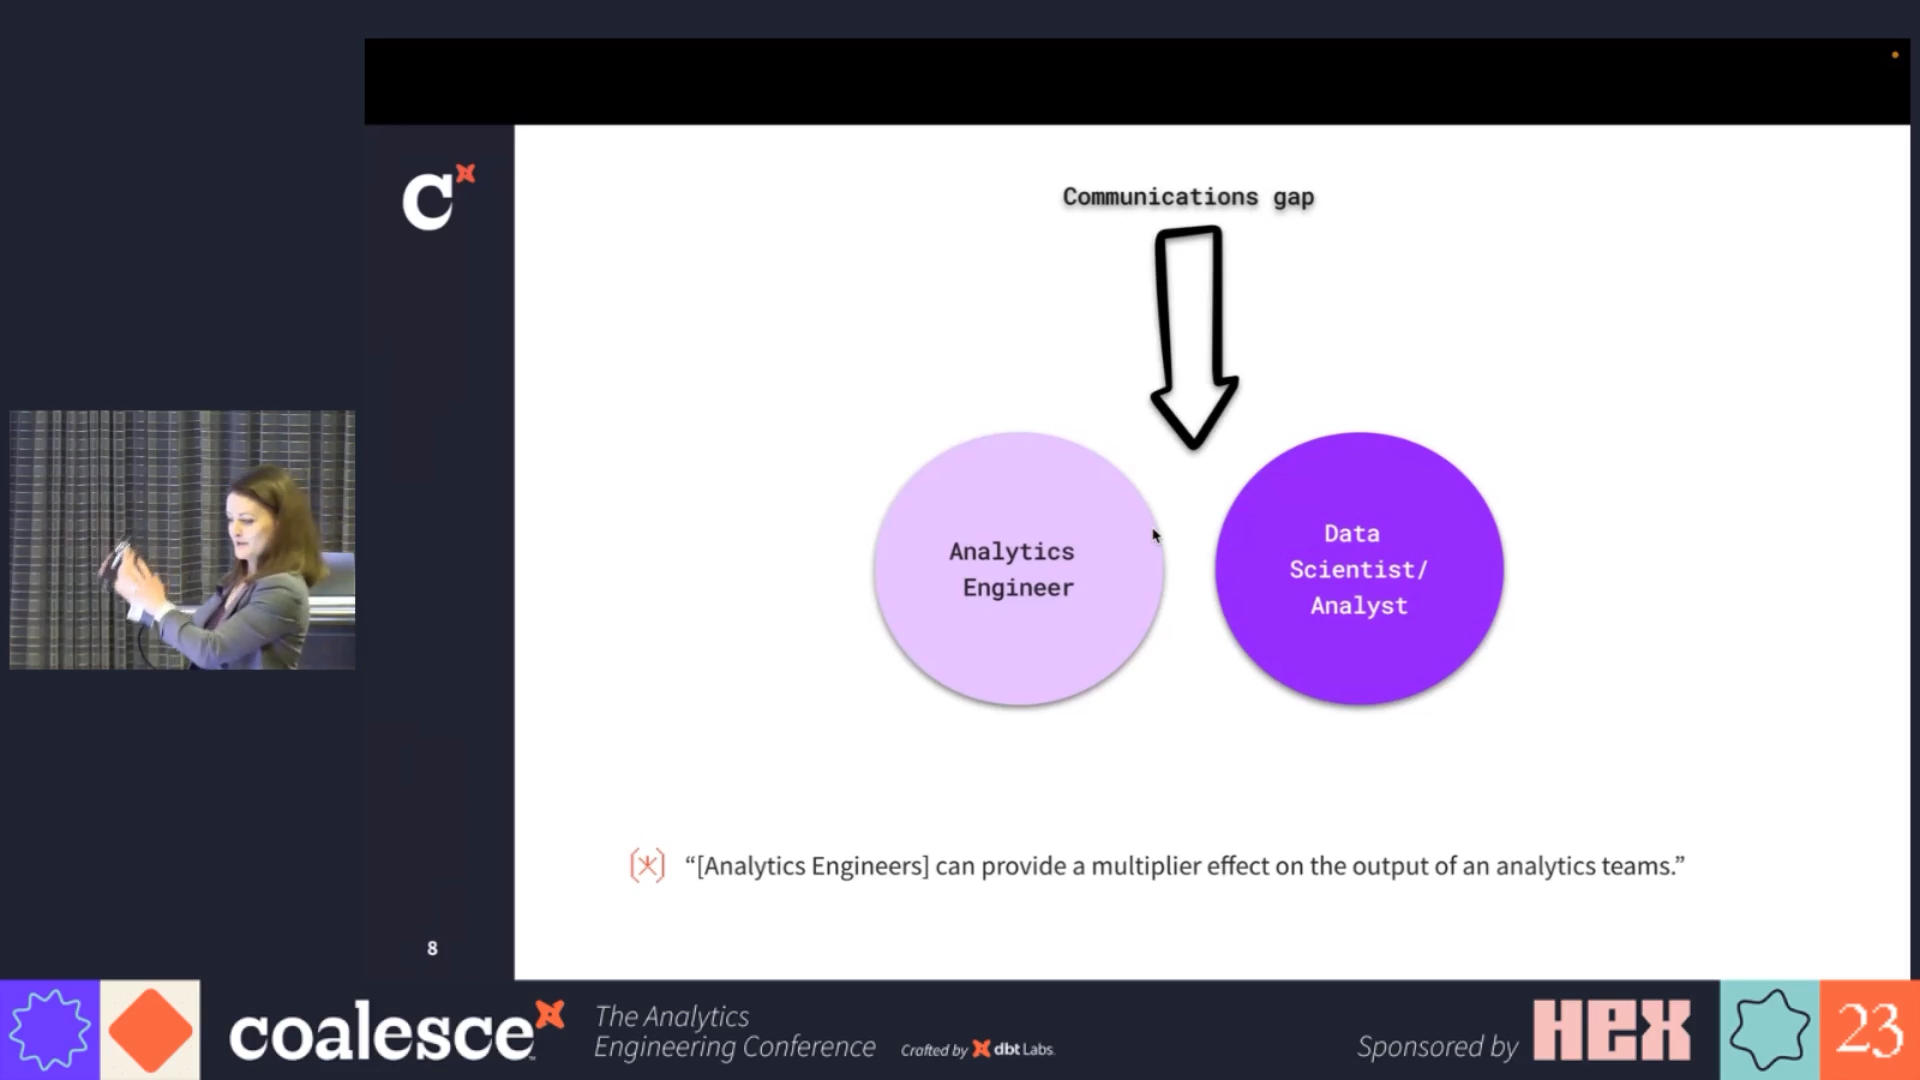 C
Communications gap
Analytics
Engineer
Data
Scientist/
Analyst
“[Analytics Engineers] can provide a multiplier effect on the output of an analytics teams.”
8
coalesce
The Analytics
Engineering Conference
Crafted by dbt Labs
Sponsored by
HEX
23